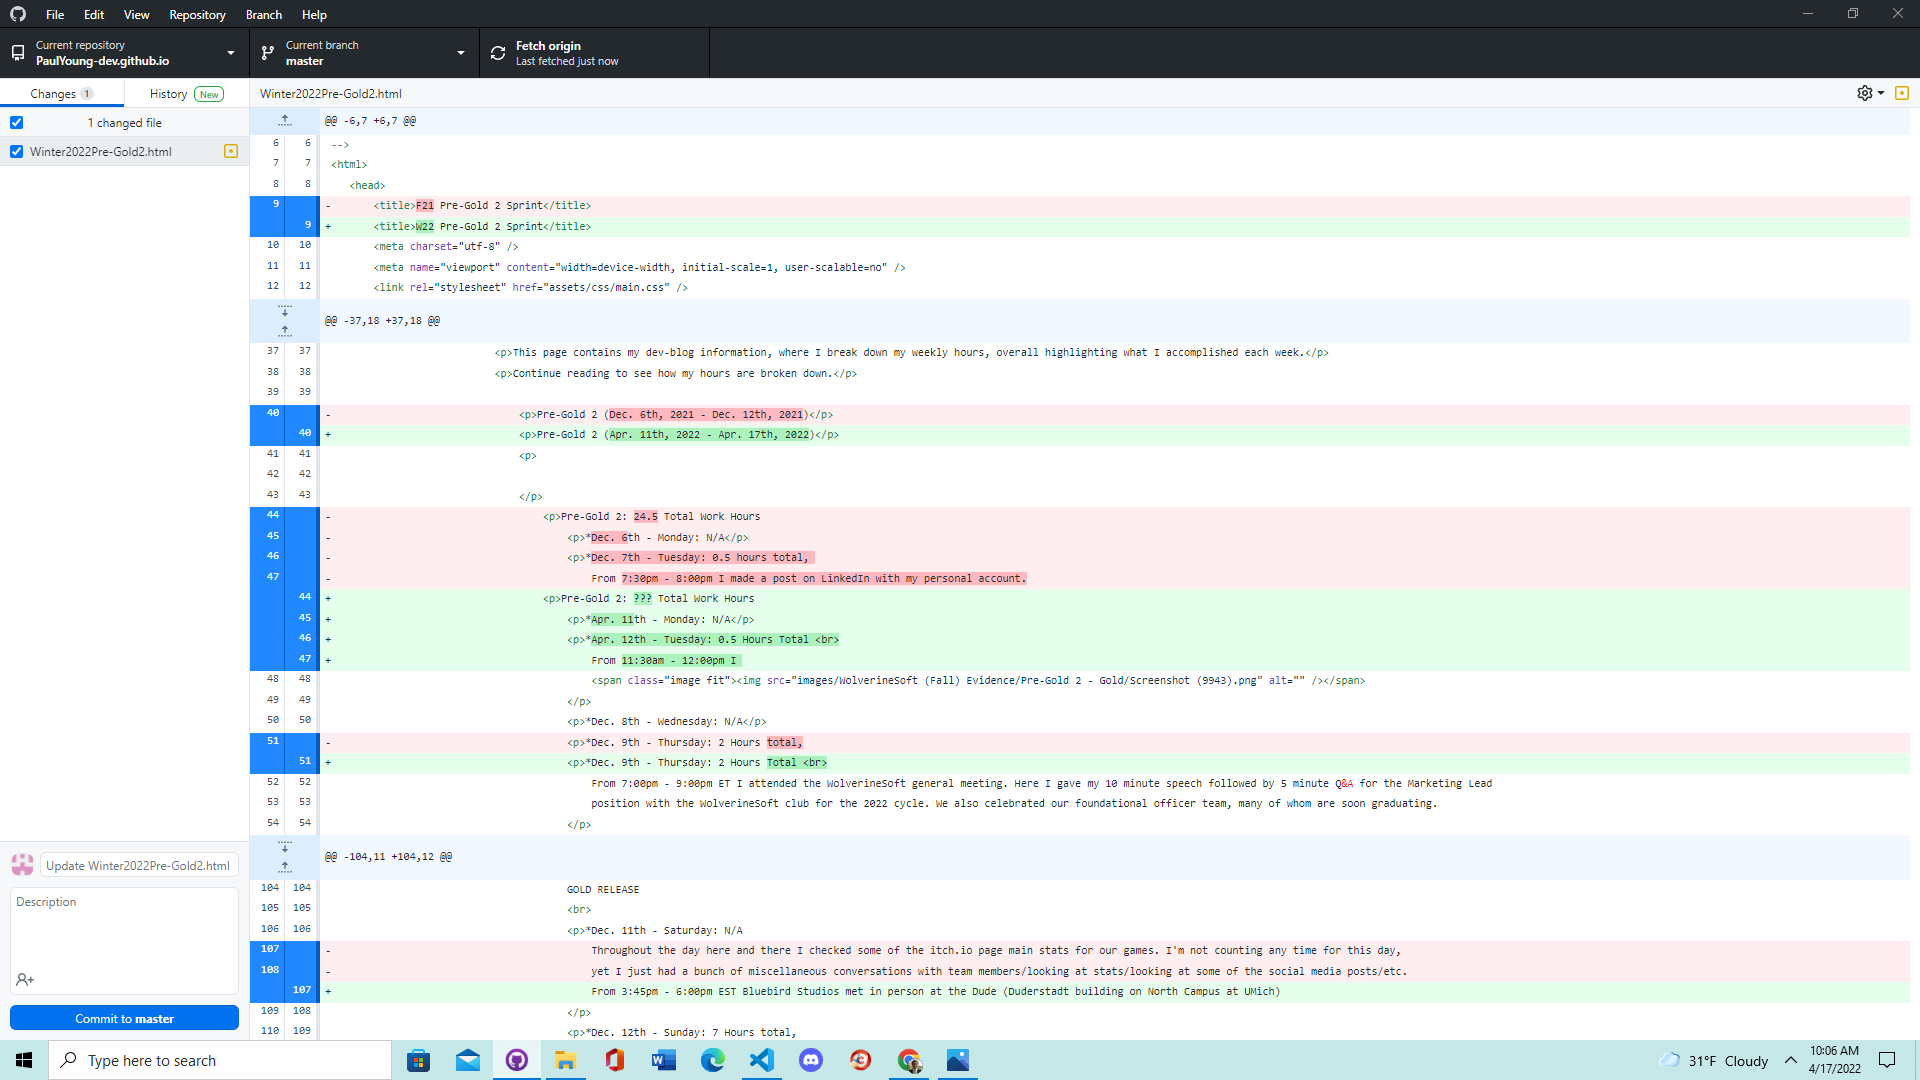 File Edit View Repository Branch Help
Current repository
PaulYoung-dev.github.io
Current branch
master
Fetch origin
Last fetched just now
Changes 1
History New
Winter2022Pre-Gold2.html
1 changed file
Winter2022Pre-Gold2.html
@@ -6,7 +6,7 @@
6 6 -->
7 7 <html>
8 8 <head>
9 - <title>F21 Pre-Gold 2 Sprint</title>
9 + <title>W22 Pre-Gold 2 Sprint</title>
10 10 <meta charset="utf-8" />
11 11 <meta name="viewport" content="width=device-width, initial-scale=1, user-scalable=no" />
12 12 <link rel="stylesheet" href="assets/css/main.css" />
@@ -37,18 +37,18 @@
37 37 <p>This page contains my dev-blog information, where I break down my weekly hours, overall highlighting what I accomplished each week.</p>
38 38 <p>Continue reading to see how my hours are broken down.</p>
39 39
40 - <p>Pre-Gold 2 (Dec. 6th, 2021 - Dec. 12th, 2021)</p>
40 + <p>Pre-Gold 2 (Apr. 11th, 2022 - Apr. 17th, 2022)</p>
41 41 <p>
42 42
43 43 </p>
44 - <p>Pre-Gold 2: 24.5 Total Work Hours
45 - <p>*Dec. 6th - Monday: N/A</p>
46 - <p>*Dec. 7th - Tuesday: 0.5 hours total,
47 - From 7:30pm - 8:00pm I made a post on LinkedIn with my personal account.
44 + <p>Pre-Gold 2: ??? Total Work Hours
45 + <p>*Apr. 11th - Monday: N/A</p>
46 + <p>*Apr. 12th - Tuesday: 0.5 Hours Total <br>
47 + From 11:30am - 12:00pm I
48 48 <span class="image fit"><img src="images/WolverineSoft (Fall) Evidence/Pre-Gold 2 - Gold/Screenshot (9943).png" alt="" /></span>
49 49 </p>
50 50 <p>*Dec. 8th - Wednesday: N/A</p>
51 - <p>*Dec. 9th - Thursday: 2 Hours total,
51 + <p>*Dec. 9th - Thursday: 2 Hours Total <br>
52 52 From 7:00pm - 9:00pm ET I attended the WolverineSoft general meeting. Here I gave my 10 minute speech followed by 5 minute Q&A for the Marketing Lead
53 53 position with the WolverineSoft club for the 2022 cycle. We also celebrated our foundational officer team, many of whom are soon graduating.
54 54 </p>
@@ -104,11 +104,12 @@
104 104 GOLD RELEASE
105 105 <br>
106 106 <p>*Dec. 11th - Saturday: N/A
107 - Throughout the day here and there I checked some of the itch.io page main stats for our games. I'm not counting any time for this day,
108 - yet I just had a bunch of miscellaneous conversations with team members/looking at stats/looking at some of the social media posts/etc.
107 + From 3:45pm - 6:00pm EST Bluebird Studios met in person at the Dude (Duderstadt building on North Campus at UMich)
109 108 </p>
110 109 <p>*Dec. 12th - Sunday: 7 Hours total,
Update Winter2022Pre-Gold2.html
Description
Commit to master
Type here to search
31°F Cloudy
10:06 AM
4/17/2022